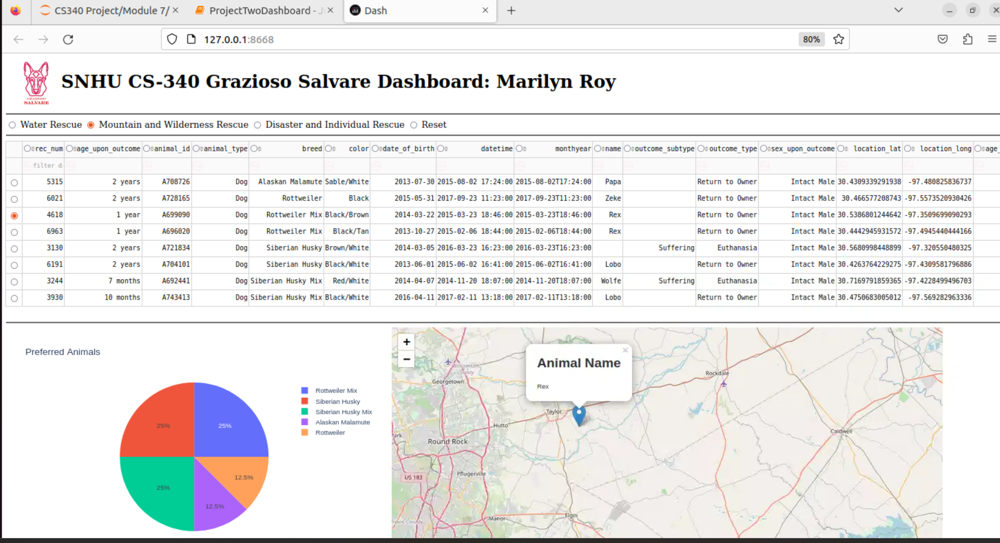 CS340 Project/Module 7/
ProjectTwoDashboard -
Dash
127.0.0.1:8668
80%
GRAZIOSO
SALVARE
SNHU CS-340 Grazioso Salvare Dashboard: Marilyn Roy
Water Rescue Mountain and Wilderness Rescue Disaster and Individual Rescue Reset
rec_num age_upon_outcome animal_id animal_type breed color date_of_birth datetime monthyear name outcome_subtype outcome_type sex_upon_outcome location_lat location_long age_
filter d
5315 2 years A708726 Dog Alaskan Malamute Sable/White 2013-07-30 2015-08-02 17:24:00 2015-08-02T17:24:00 Papa Return to Owner Intact Male 30.4309339291938 -97.480825836737
6021 2 years A728165 Dog Rottweiler Black 2015-05-31 2017-09-23 11:23:00 2017-09-23T11:23:00 Zeke Return to Owner Intact Male 30.466577208743 -97.5573520930426
4618 1 year A699090 Dog Rottweiler Mix Black/Brown 2014-03-22 2015-03-23 18:46:00 2015-03-23T18:46:00 Rex Return to Owner Intact Male 30.5386801244642 -97.3509699090293
6963 1 year A696020 Dog Rottweiler Mix Black/Tan 2013-10-27 2015-02-06 18:44:00 2015-02-06T18:44:00 Rex Return to Owner Intact Male 30.4442945931572 -97.4945440444166
3130 2 years A721834 Dog Siberian Husky Brown/White 2014-03-05 2016-03-23 16:23:00 2016-03-23T16:23:00 Suffering Euthanasia Intact Male 30.5680998448899 -97.320550480325
6191 2 years A704101 Dog Siberian Husky Black/White 2013-06-01 2015-06-02 16:41:00 2015-06-02T16:41:00 Lobo Return to Owner Intact Male 30.4263764229275 -97.4309581796886
3244 7 months A692441 Dog Siberian Husky Mix Red/White 2014-04-07 2014-11-20 18:07:00 2014-11-20T18:07:00 Wolfe Suffering Euthanasia Intact Male 30.7169791859365 -97.4228499496703
3930 10 months A743413 Dog Siberian Husky Mix Black/White 2016-04-11 2017-02-11 13:18:00 2017-02-11T13:18:00 Lobo Return to Owner Intact Male 30.4750683005012 -97.569282963336
Preferred Animals
25%
25%
25%
12.5%
12.5%
Rottweiler Mix
Siberian Husky
Siberian Husky Mix
Alaskan Malamute
Rottweiler
+
−
Animal Name
Rex
Williamson
County
Georgetown
Rockdale
Taylor
Hutto
Park
Round Rock
Caldwell
Pflugerville
US 183
Elgin
Manor
Travis County